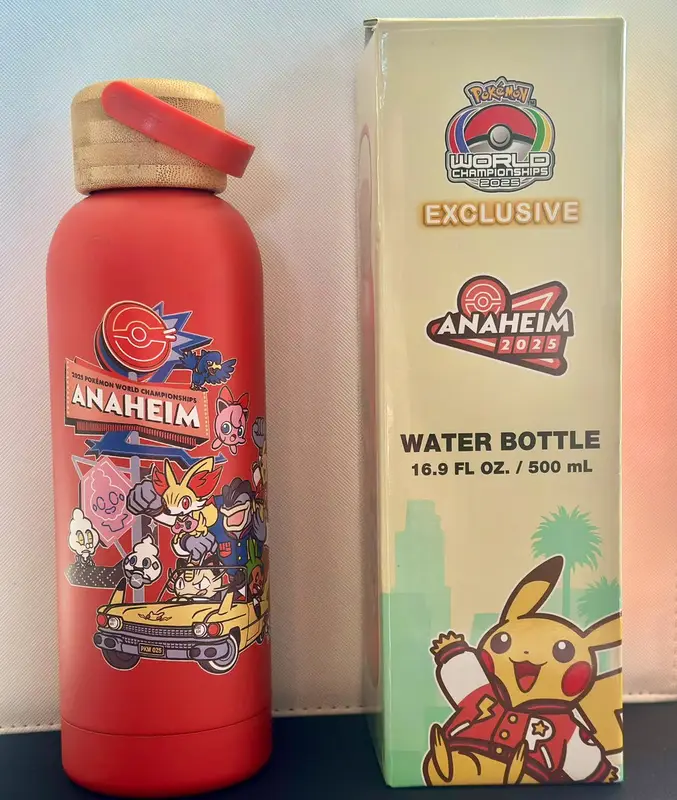 2025 POKÉMON WORLD CHAMPIONSHIPS
ANAHEIM
PKM 025
POKÉMON
WORLD
CHAMPIONSHIPS
2025
EXCLUSIVE
ANAHEIM
2025
WATER BOTTLE
16.9 FL OZ. / 500 mL
P